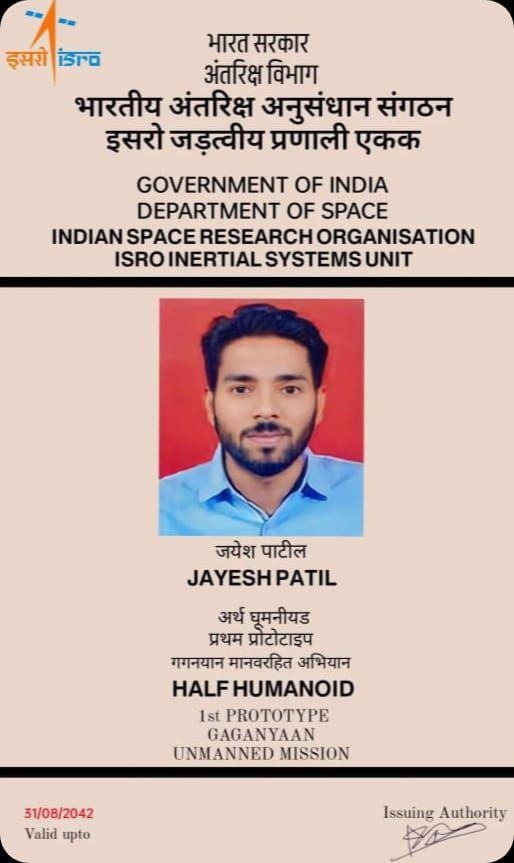 इसरो isro
भारत सरकार
अंतरिक्ष विभाग
भारतीय अंतरिक्ष अनुसंधान संगठन
इसरो जड़त्वीय प्रणाली एकक
GOVERNMENT OF INDIA
DEPARTMENT OF SPACE
INDIAN SPACE RESEARCH ORGANISATION
ISRO INERTIAL SYSTEMS UNIT
जयेश पाटील
JAYESH PATIL
अर्थ घूमनीयड
प्रथम प्रोटोटाइप
गगनयान मानवरहित अभियान
HALF HUMANOID
1st PROTOTYPE
GAGANYAAN
UNMANNED MISSION
31/08/2042
Valid upto
Issuing Authority